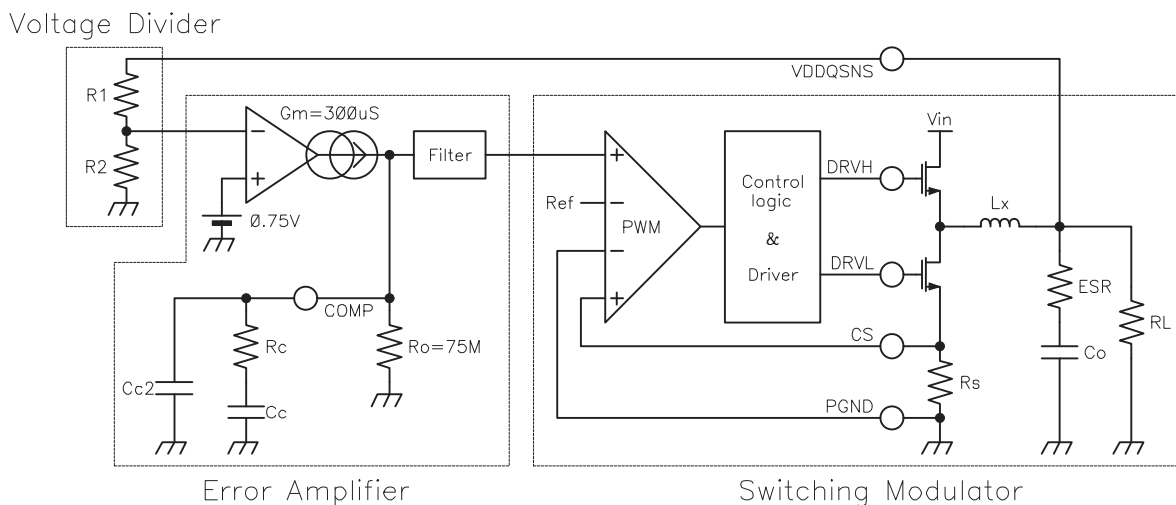 Voltage Divider
VDDQSNS
R1
Gm=300uS
Vin
R2
Filter
DRVH
Control
logic
&
Driver
Ref
PWM
Lx
0.75V
DRVL
ESR
COMP
RL
Rc
Ro=75M
CS
Co
Cc2
Rs
Cc
PGND
Error Amplifier
Switching Modulator